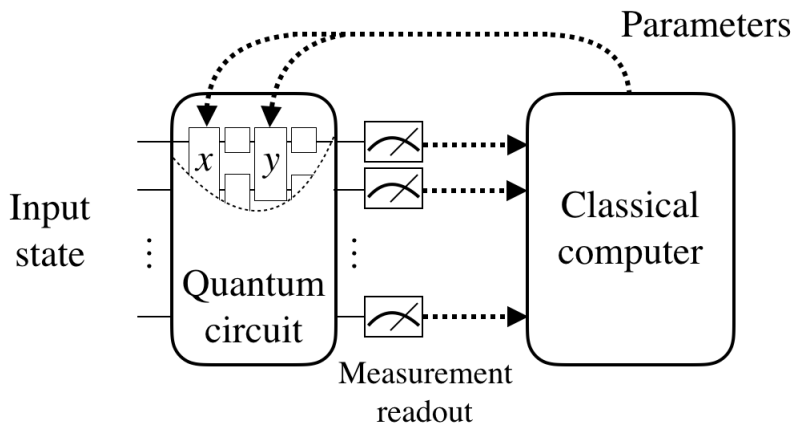 Parameters
x
y
Input
state
Quantum
circuit
Classical
computer
Measurement
readout